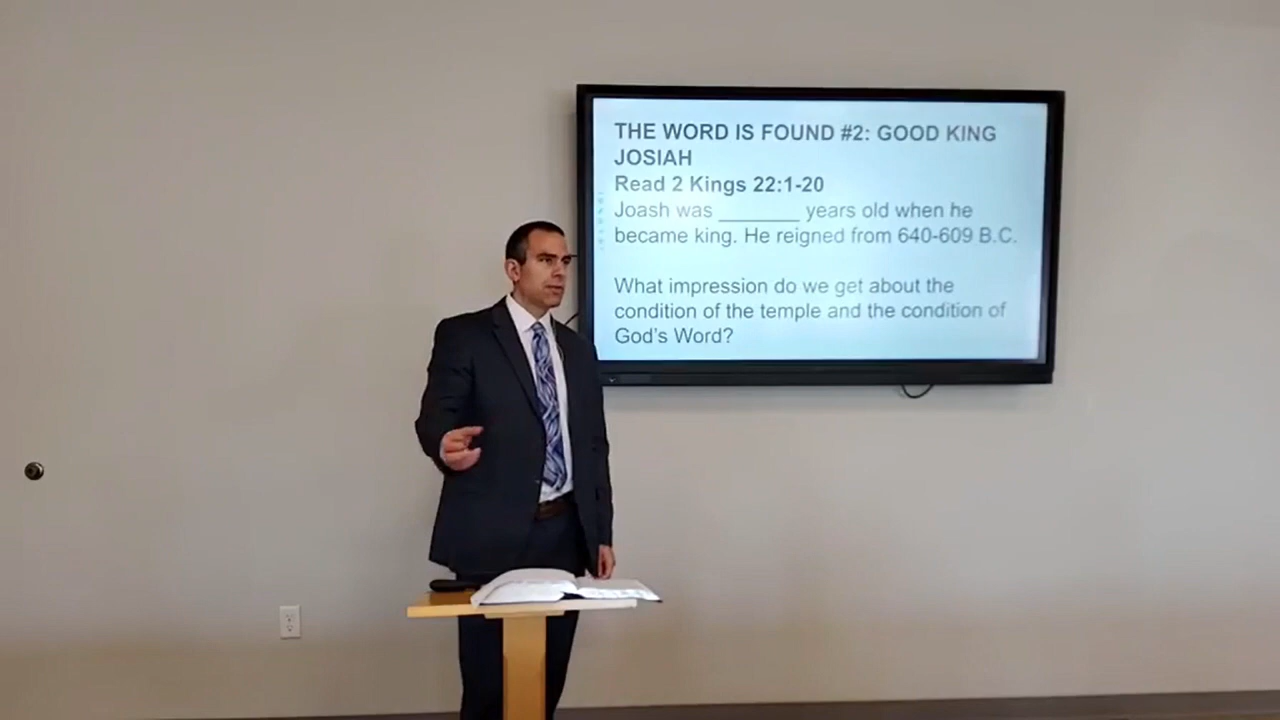 THE WORD IS FOUND #2: GOOD KING
JOSIAH
Read 2 Kings 22:1-20
Joash was ________ years old when he
became king. He reigned from 640-609 B.C.
What impression do we get about the
condition of the temple and the condition of
God's Word?